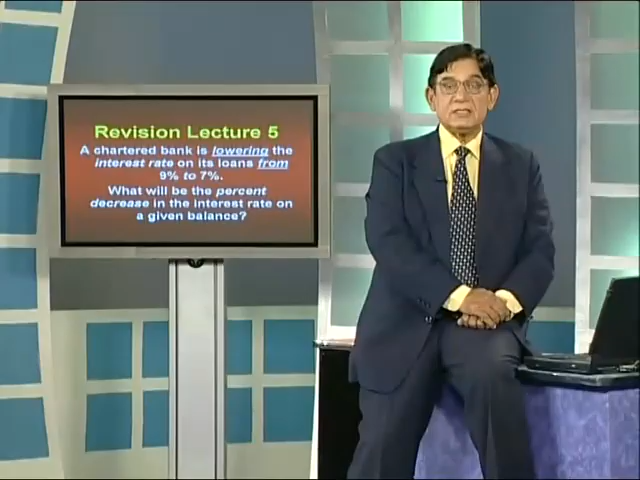 Revision Lecture 5
A chartered bank is lowering the
interest rate on its loans from
9% to 7%.
What will be the percent
decrease in the interest rate on
a given balance?